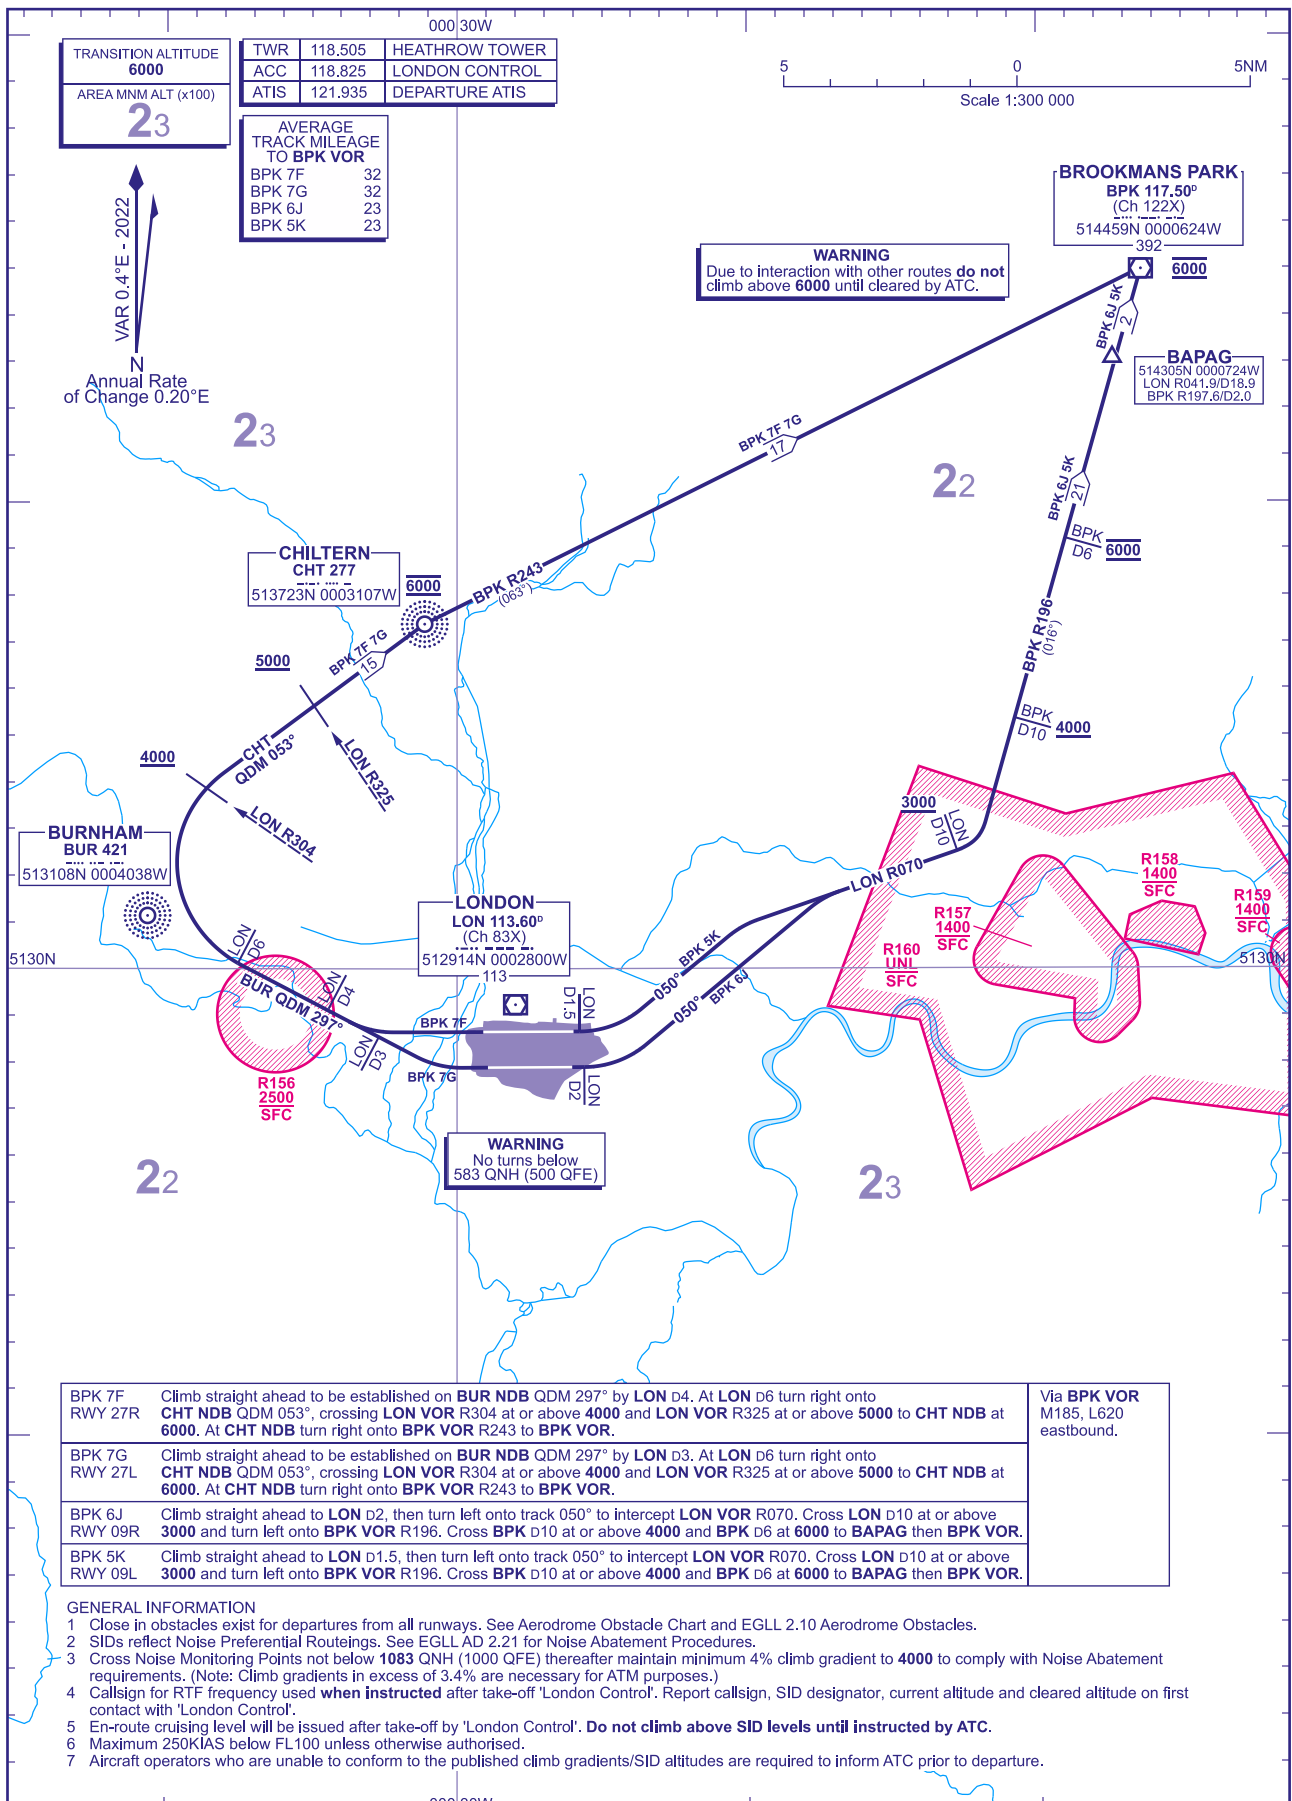 000 30W
TRANSITION ALTITUDE
6000
AREA MNM ALT (x100)
23
TWR 118.505 HEATHROW TOWER
ACC 118.825 LONDON CONTROL
ATIS 121.935 DEPARTURE ATIS
5 0 5NM
Scale 1:300 000
AVERAGE
TRACK MILEAGE
TO BPK VOR
BPK 7F 32
BPK 7G 32
BPK 6J 23
BPK 5K 23
VAR 0.4°E - 2022
N
Annual Rate
of Change 0.20°E
BROOKMANS PARK
BPK 117.50ᴰ
(Ch 122X)
514459N 0000624W
392
6000
WARNING
Due to interaction with other routes do not
climb above 6000 until cleared by ATC.
BPK 6J 5K
2
BAPAG
514305N 0000724W
LON R041.9/D18.9
BPK R197.6/D2.0
23
BPK 7F 7G
17
22
BPK 6J 5K
21
BPK
D6
6000
CHILTERN
CHT 277
513723N 0003107W
6000
BPK R243
(063°)
BPK R196
(016°)
BPK 7F 7G
15
5000
BPK
D10
4000
CHT
QDM 053°
LON R325
4000
LON R304
3000
LON
D10
BURNHAM
BUR 421
513108N 0004038W
LON R070
R158
1400
SFC
R159
1400
SFC
R157
1400
SFC
R160
UNL
SFC
LONDON
LON 113.60ᴰ
(Ch 83X)
512914N 0002800W
113
5130N
5130N
LON
D6
LON
D4
BUR QDM 297°
BPK 5K
050°
BPK 6J
050°
LON
D1.5
BPK 7F
LON
D3
BPK 7G
LON
D2
R156
2500
SFC
WARNING
No turns below
583 QNH (500 QFE)
22
23
BPK 7F Climb straight ahead to be established on BUR NDB QDM 297° by LON D4. At LON D6 turn right onto
RWY 27R CHT NDB QDM 053°, crossing LON VOR R304 at or above 4000 and LON VOR R325 at or above 5000 to CHT NDB at
6000. At CHT NDB turn right onto BPK VOR R243 to BPK VOR.
Via BPK VOR
M185, L620
eastbound.
BPK 7G Climb straight ahead to be established on BUR NDB QDM 297° by LON D3. At LON D6 turn right onto
RWY 27L CHT NDB QDM 053°, crossing LON VOR R304 at or above 4000 and LON VOR R325 at or above 5000 to CHT NDB at
6000. At CHT NDB turn right onto BPK VOR R243 to BPK VOR.
BPK 6J Climb straight ahead to LON D2, then turn left onto track 050° to intercept LON VOR R070. Cross LON D10 at or above
RWY 09R 3000 and turn left onto BPK VOR R196. Cross BPK D10 at or above 4000 and BPK D6 at 6000 to BAPAG then BPK VOR.
BPK 5K Climb straight ahead to LON D1.5, then turn left onto track 050° to intercept LON VOR R070. Cross LON D10 at or above
RWY 09L 3000 and turn left onto BPK VOR R196. Cross BPK D10 at or above 4000 and BPK D6 at 6000 to BAPAG then BPK VOR.
GENERAL INFORMATION
1 Close in obstacles exist for departures from all runways. See Aerodrome Obstacle Chart and EGLL 2.10 Aerodrome Obstacles.
2 SIDs reflect Noise Preferential Routeings. See EGLL AD 2.21 for Noise Abatement Procedures.
3 Cross Noise Monitoring Points not below 1083 QNH (1000 QFE) thereafter maintain minimum 4% climb gradient to 4000 to comply with Noise Abatement
requirements. (Note: Climb gradients in excess of 3.4% are necessary for ATM purposes.)
4 Callsign for RTF frequency used when instructed after take-off 'London Control'. Report callsign, SID designator, current altitude and cleared altitude on first
contact with 'London Control'.
5 En-route cruising level will be issued after take-off by 'London Control'. Do not climb above SID levels until instructed by ATC.
6 Maximum 250KIAS below FL100 unless otherwise authorised.
7 Aircraft operators who are unable to conform to the published climb gradients/SID altitudes are required to inform ATC prior to departure.